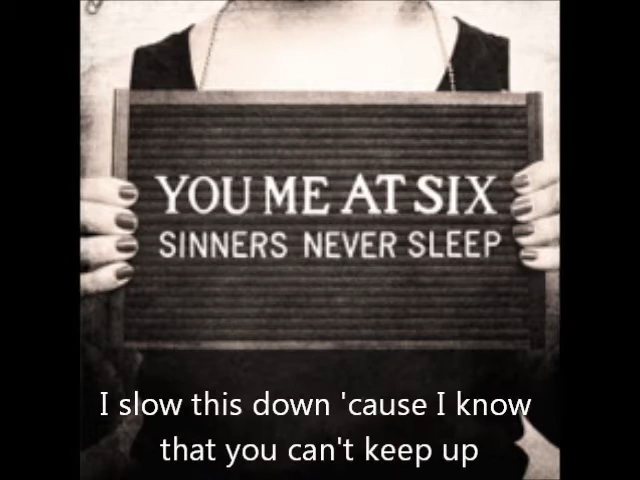 YOU ME AT SIX
SINNERS NEVER SLEEP
I slow this down 'cause I know
that you can't keep up